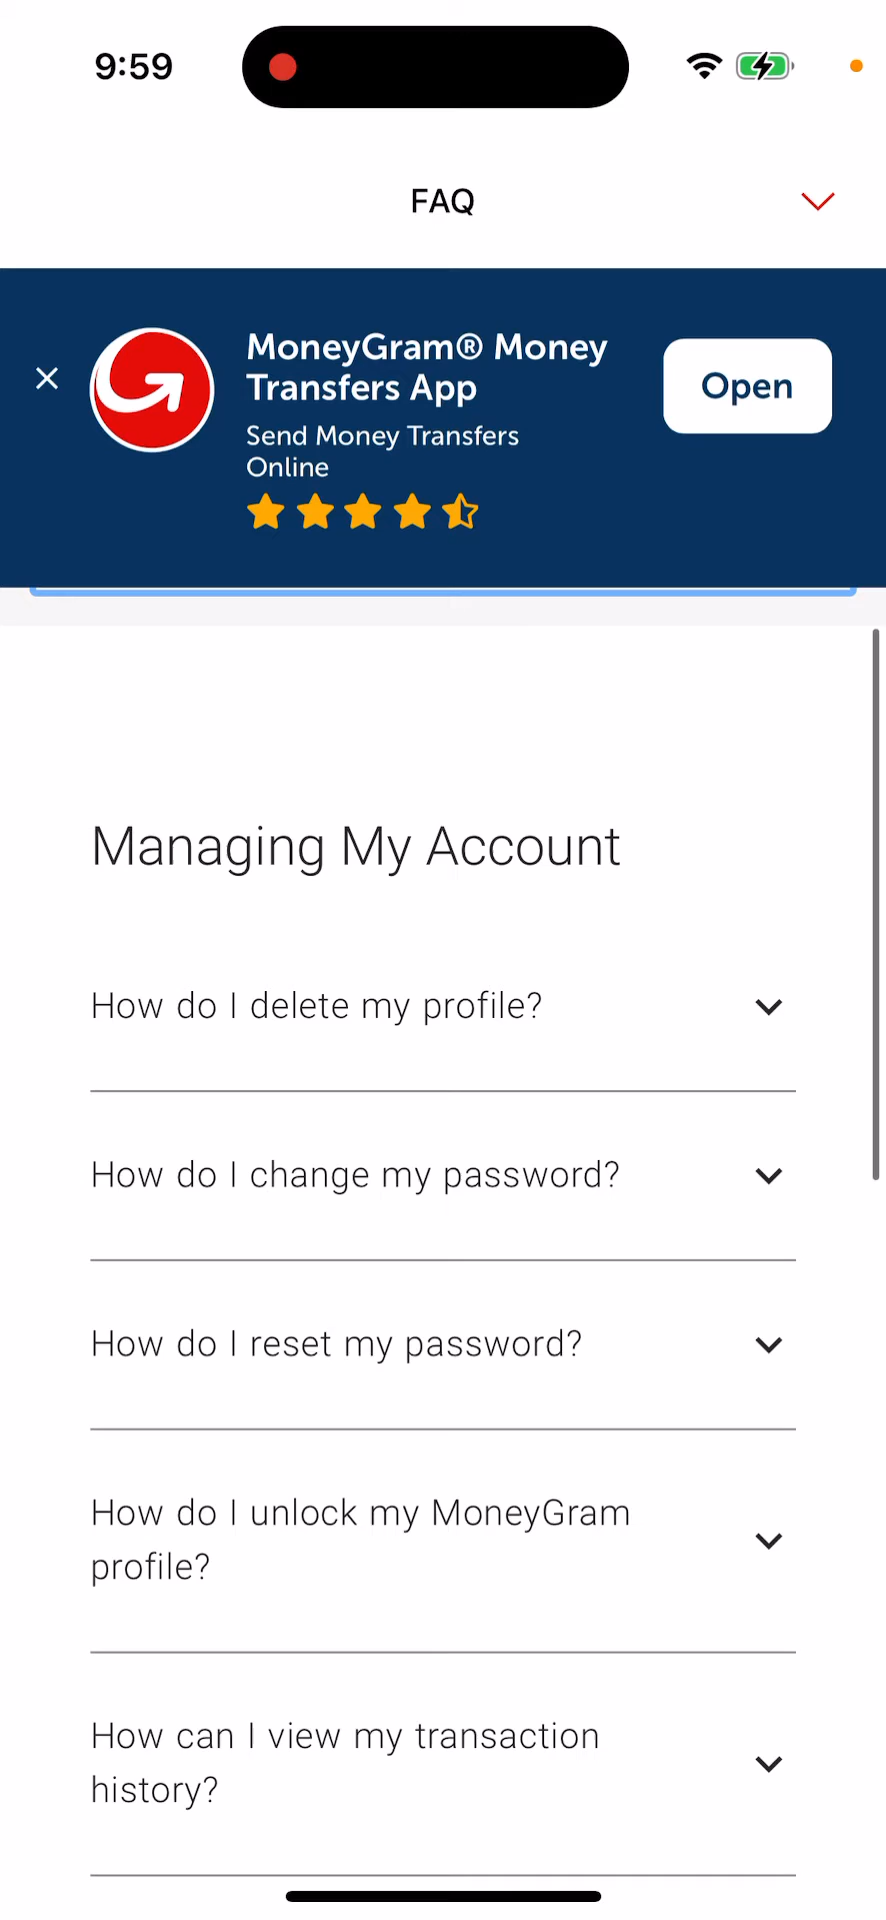 9:59
FAQ
MoneyGram® Money
Transfers App
Send Money Transfers
Online
Open
Managing My Account
How do I delete my profile?
How do I change my password?
How do I reset my password?
How do I unlock my MoneyGram
profile?
How can I view my transaction
history?